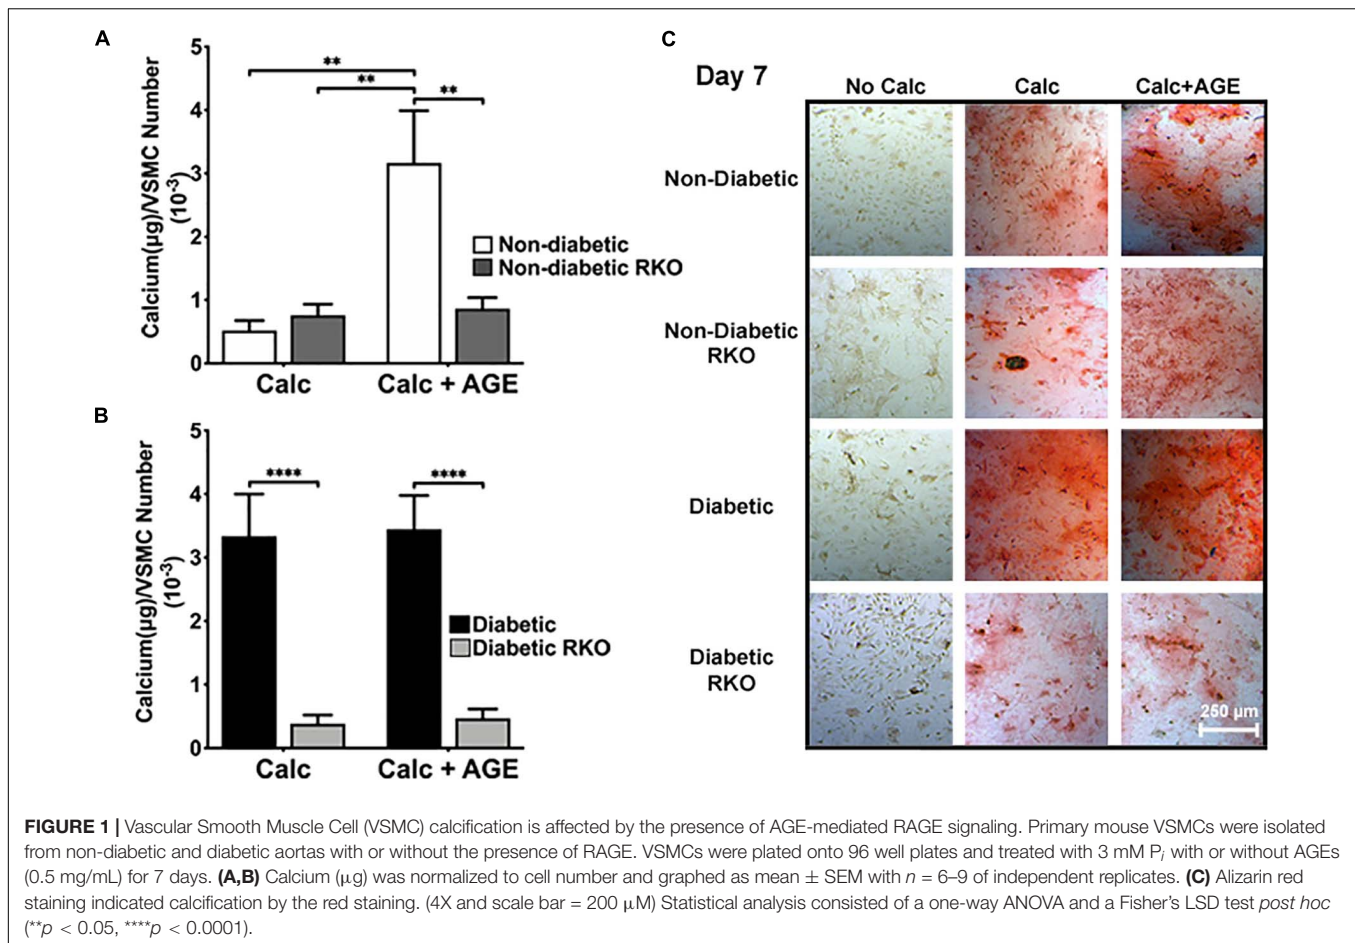 A
5
4
3
2
1
0
Calcium(µg)/VSMC Number
(10⁻³)
**
**
**
Non-diabetic
Non-diabetic RKO
Calc
Calc + AGE
B
5
4
3
2
1
0
Calcium(µg)/VSMC Number
(10⁻³)
****
****
Diabetic
Diabetic RKO
Calc
Calc + AGE
C
Day 7
No Calc
Calc
Calc+AGE
Non-Diabetic
Non-Diabetic
RKO
Diabetic
Diabetic
RKO
250 µm
FIGURE 1 | Vascular Smooth Muscle Cell (VSMC) calcification is affected by the presence of AGE-mediated RAGE signaling. Primary mouse VSMCs were isolated
from non-diabetic and diabetic aortas with or without the presence of RAGE. VSMCs were plated onto 96 well plates and treated with 3 mM Pᵢ with or without AGEs
(0.5 mg/mL) for 7 days. (A,B) Calcium (µg) was normalized to cell number and graphed as mean ± SEM with n = 6–9 of independent replicates. (C) Alizarin red
staining indicated calcification by the red staining. (4X and scale bar = 200 µM) Statistical analysis consisted of a one-way ANOVA and a Fisher's LSD test post hoc
(**p < 0.05, ****p < 0.0001).